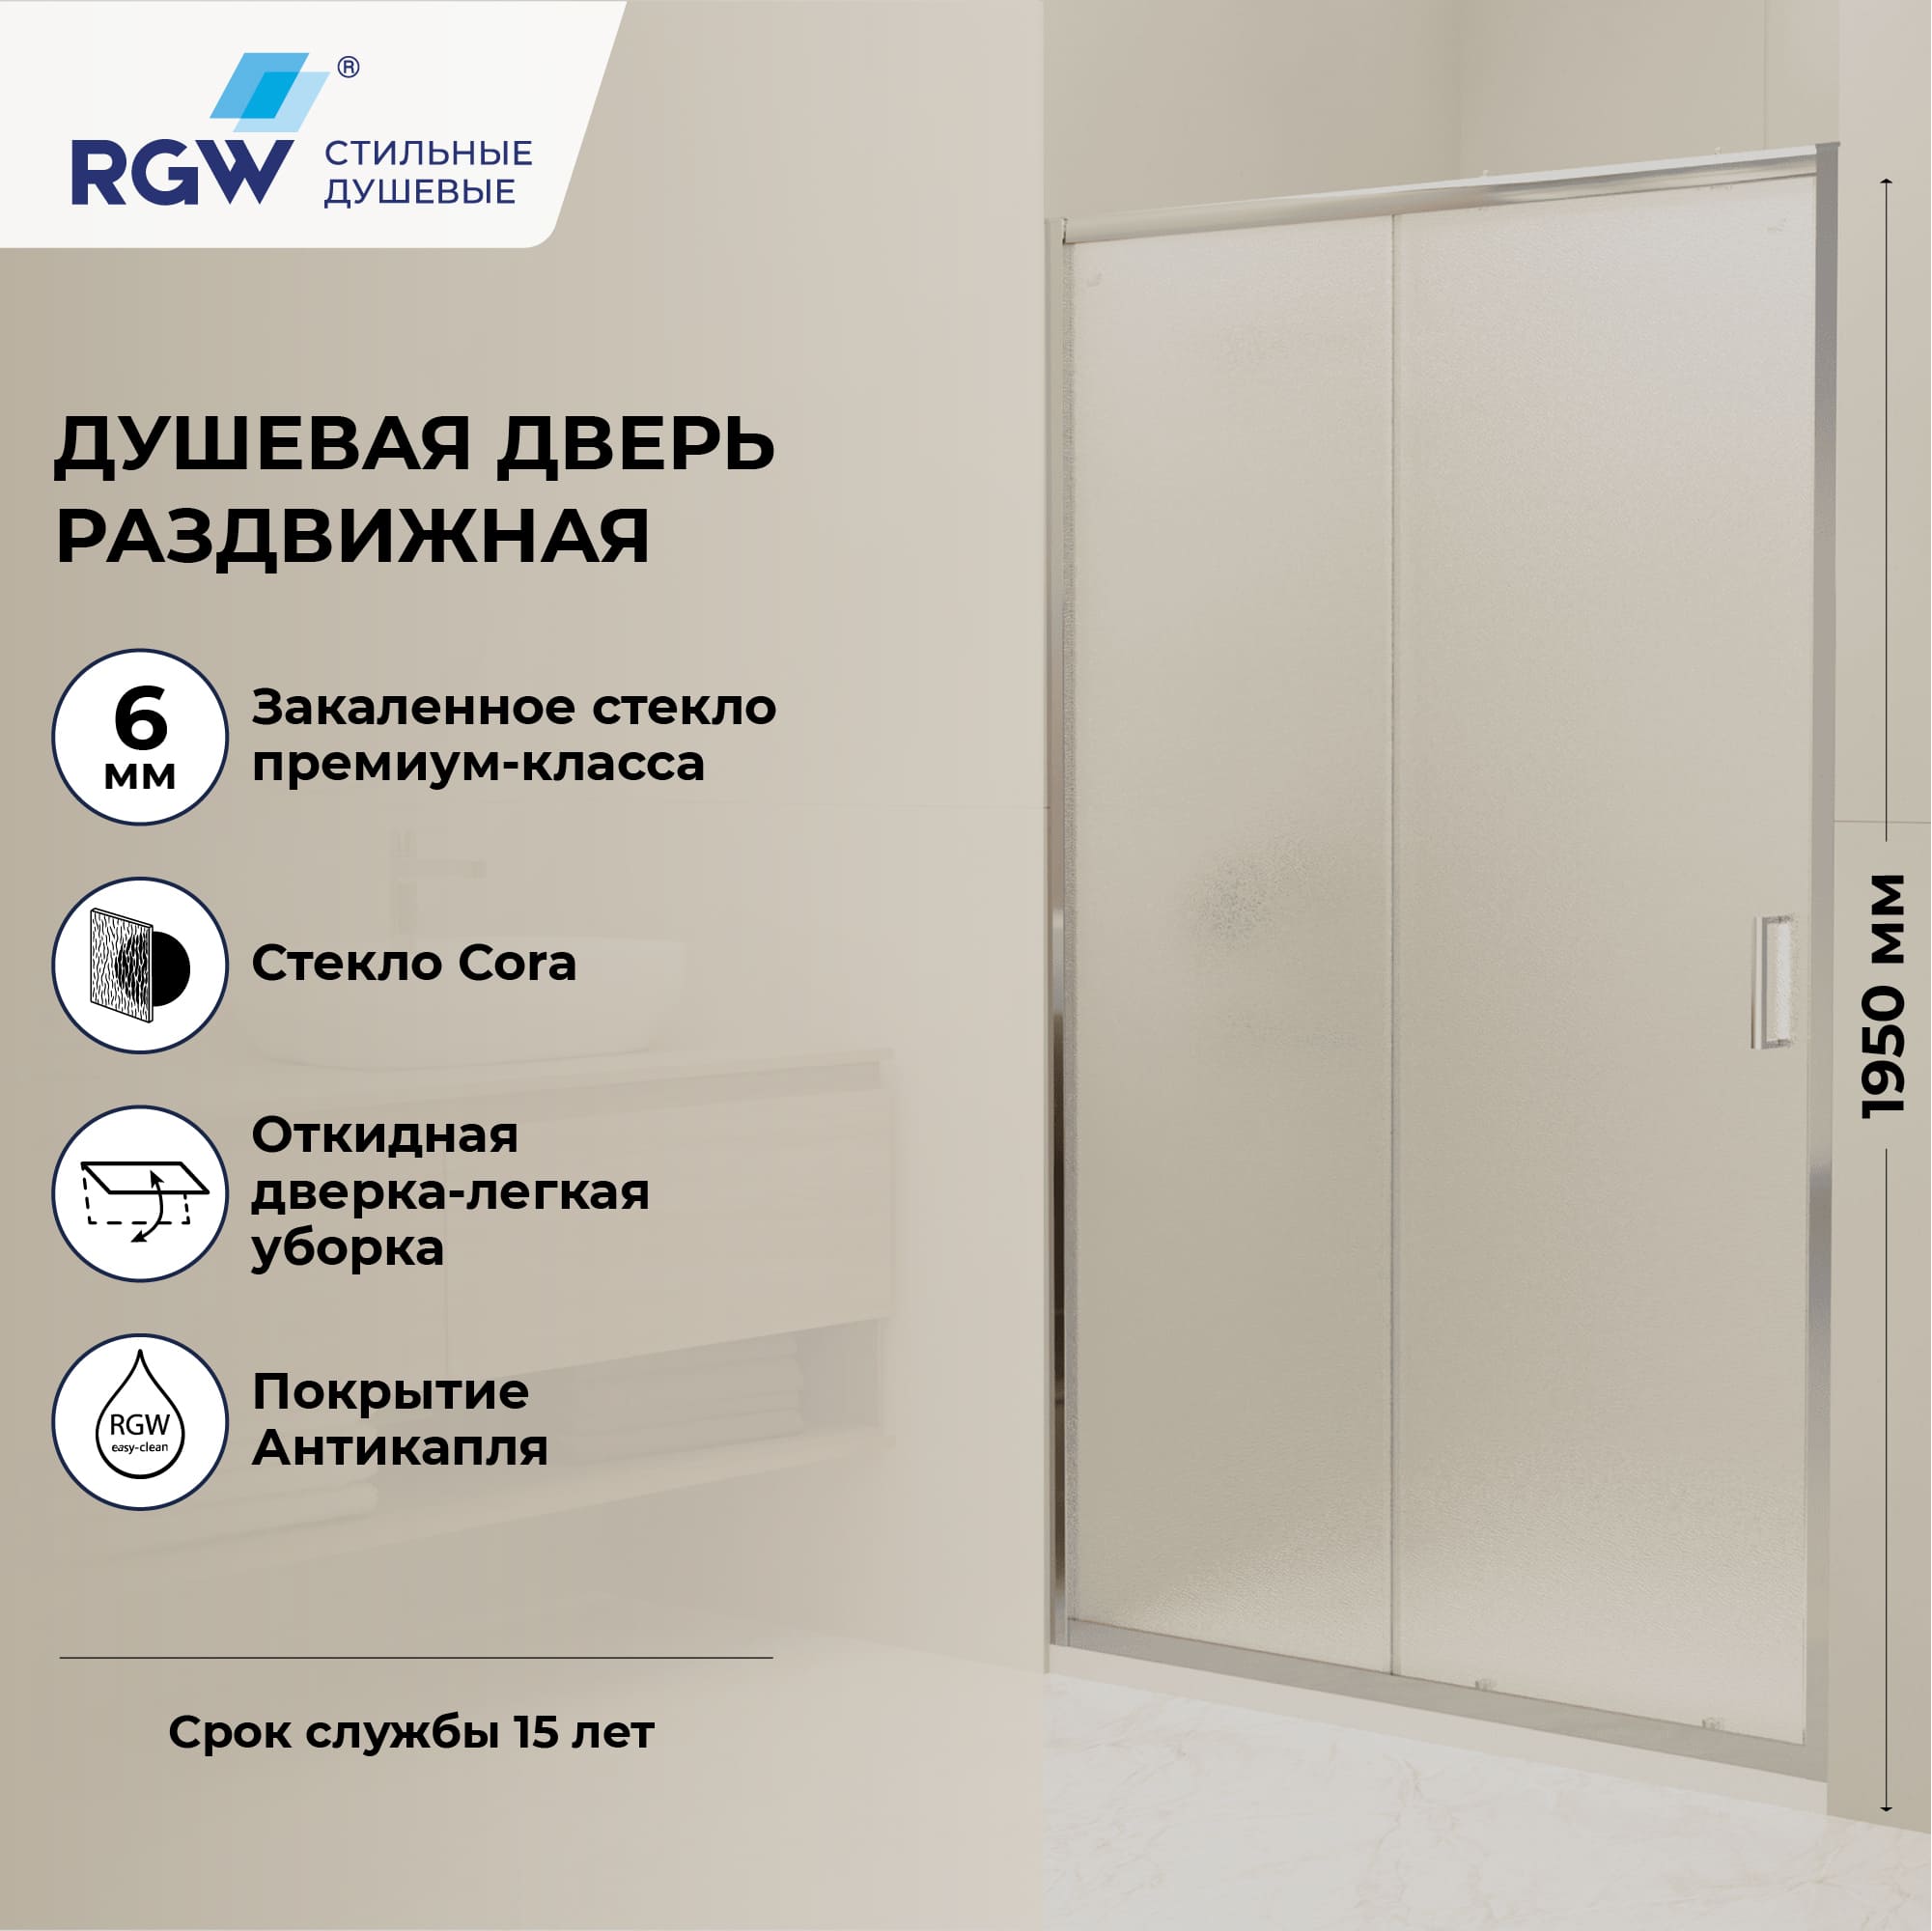 RGW®
СТИЛЬНЫЕ
ДУШЕВЫЕ
ДУШЕВАЯ ДВЕРЬ
РАЗДВИЖНАЯ
6
мм
Закаленное стекло
премиум-класса
Стекло Cora
Откидная
дверка-легкая
уборка
RGW
easy-clean
Покрытие
Антикапля
Срок службы 15 лет
1950 мм